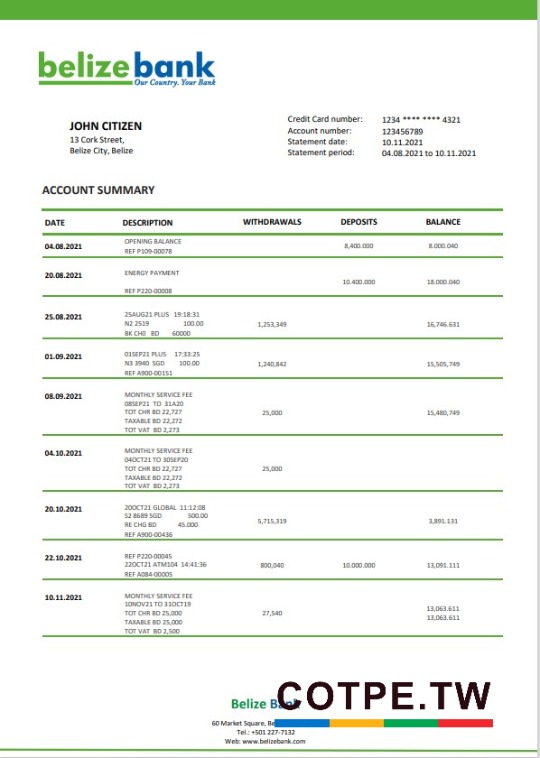 belizebank
Our Country. Your Bank
JOHN CITIZEN
13 Cork Street,
Belize City, Belize
Credit Card number: 1234 **** **** 4321
Account number: 123456789
Statement date: 10.11.2021
Statement period: 04.08.2021 to 10.11.2021
ACCOUNT SUMMARY
DATE DESCRIPTION WITHDRAWALS DEPOSITS BALANCE
04.08.2021 OPENING BALANCE 8,400.000 8.000.040
REF P109-00078
20.08.2021 ENERGY PAYMENT
10.400.000 18.000.040
REF P220-00008
25.08.2021 25AUG21 PLUS 19:18:31
N2 2519 100.00 1,253,349 16,746.631
BK CHE BD 60000
01.09.2021 01SEP21 PLUS 17:33:25
N3 3940 SGD 100.00 1,240,842 15,505,749
REF A900-00151
08.09.2021 MONTHLY SERVICE FEE
08SEP21 TO 31A20
TOT CHR BD 22,727 25,000 15,480,749
TAXABLE BD 22,272
TOT VAT BD 2,273
04.10.2021 MONTHLY SERVICE FEE
04OCT21 TO 30SEP20
TOT CHR BD 22,727 25,000
TAXABLE BD 22,272
TOT VAT BD 2,273
20.10.2021 20OCT21 GLOBAL 11:12:08
S2 8689 SGD 500.00
RE CHG BD 45.000 5,715,319 3,891.131
REF A900-00436
22.10.2021 REF P220-00045
22OCT21 ATM104 14:41:36 800,040 10.000.000 13,091.111
REF A084-00005
10.11.2021 MONTHLY SERVICE FEE
10NOV21 TO 31OCT19
TOT CHR BD 25,000 27,540 13,063.611
TAXABLE BD 25,000 13,063.611
TOT VAT BD 2,500
Belize
COTPE.TW
60 Market Square,
Tel.: +501 227-7132
Web: www.belizebank.com